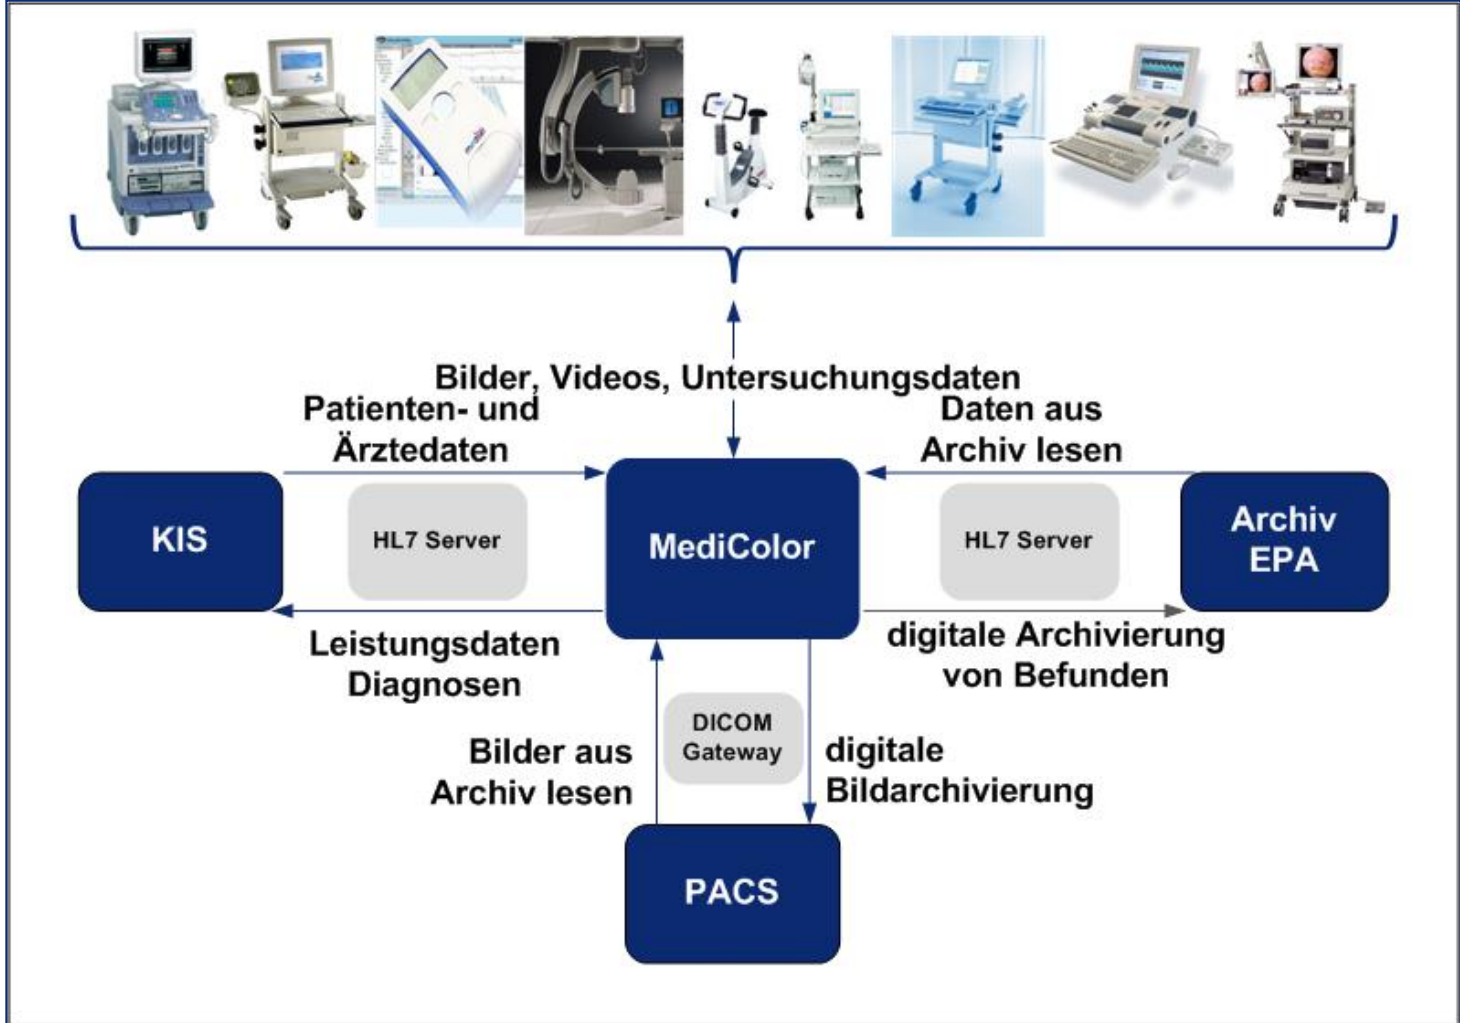 Bilder, Videos, Untersuchungsdaten
Patienten- und
Ärztedaten
Daten aus
Archiv lesen
KIS
HL7 Server
MediColor
HL7 Server
Archiv
EPA
Leistungsdaten
Diagnosen
digitale Archivierung
von Befunden
Bilder aus
Archiv lesen
DICOM
Gateway
digitale
Bildarchivierung
PACS